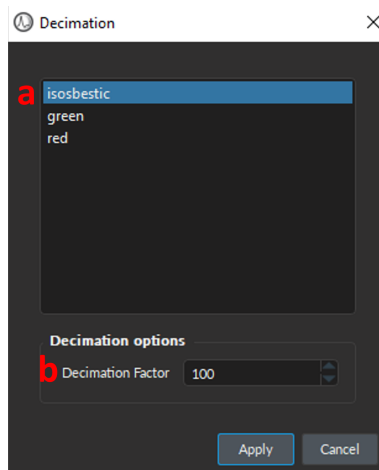 Decimation
a
isosbestic
green
red
Decimation options
b
Decimation Factor 100
Apply Cancel